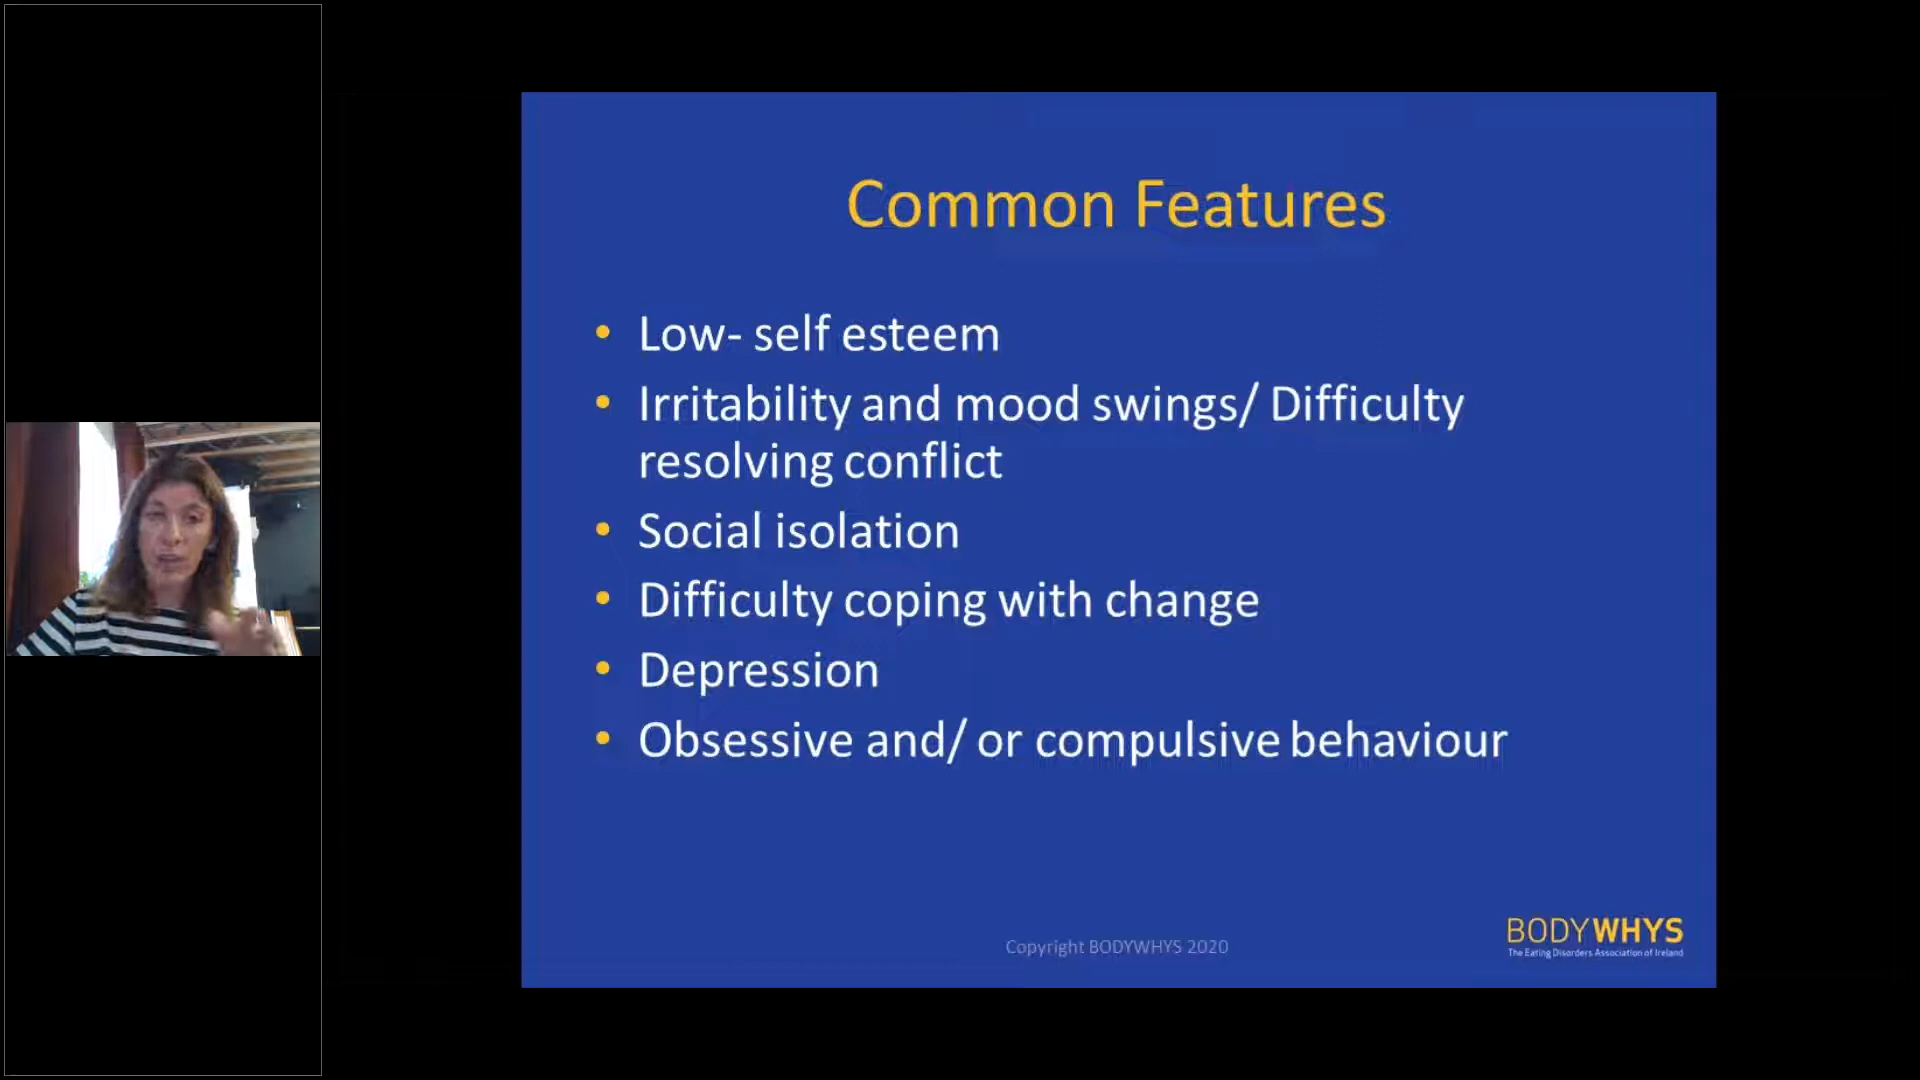 Common Features
• Low- self esteem
• Irritability and mood swings/ Difficulty
resolving conflict
• Social isolation
• Difficulty coping with change
• Depression
• Obsessive and/ or compulsive behaviour
Copyright BODYWHYS 2020
BODYWHYS
The Eating Disorders Association of Ireland